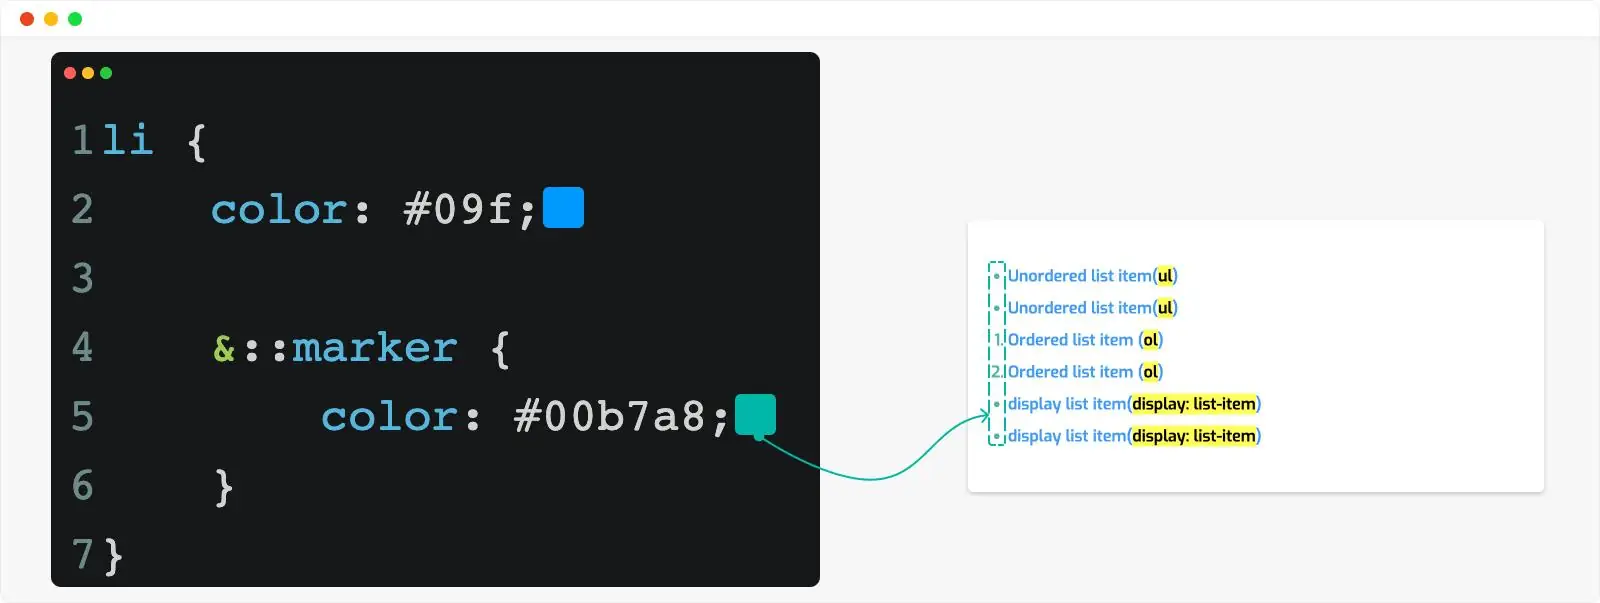 1li {
2 color: #09f;
3
4 &::marker {
5 color: #00b7a8;
6 }
7}
• Unordered list item(ul)
• Unordered list item(ul)
1. Ordered list item (ol)
2. Ordered list item (ol)
• display list item(display: list-item)
• display list item(display: list-item)